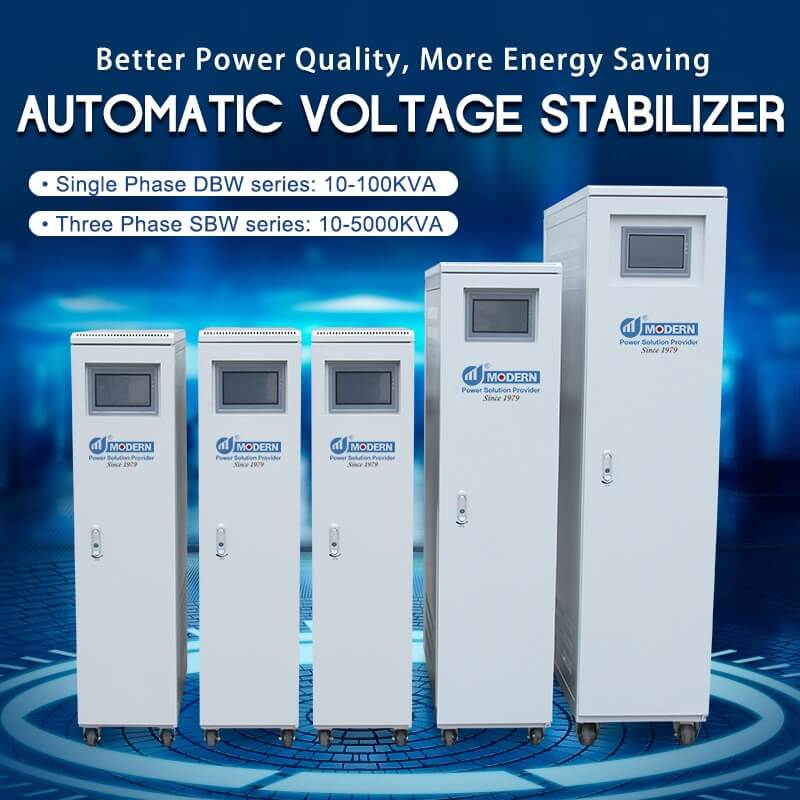 Better Power Quality, More Energy Saving
AUTOMATIC VOLTAGE STABILIZER
• Single Phase DBW series: 10-100KVA
• Three Phase SBW series: 10-5000KVA
® MODERN
Power Solution Provider
Since 1979
® MODERN
Power Solution Provider
Since 1979
® MODERN
Power Solution Provider
Since 1979
® MODERN
Power Solution Provider
Since 1979
® MODERN
Power Solution Provider
Since 1979